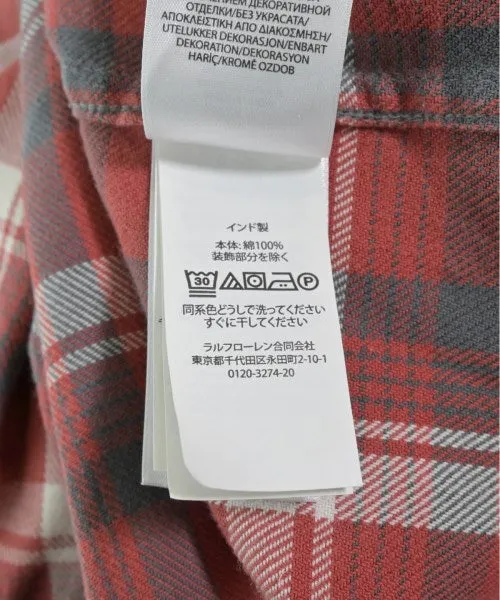 ЧЕНИЕМ ДЕКОРАТИВНОЙ
ОТДЕЛКИ/БЕЗ УКРАСАТА/
ΑΠΟΚΛΕΙΣΤΙΚΗ ΑΠΟ ΔΙΑΚΟΣΜΗΣΗ/
UTELUKKER DEKORASJON/ENBART
DEKORATION/DEKORASYON
HARİÇ/KROMĚ OZDOB
インド製
本体:綿100%
装飾部分を除く
30 P
同系色どうしで洗ってください
すぐに干してください
ラルフローレン合同会社
東京都千代田区永田町2-10-1
0120-3274-20